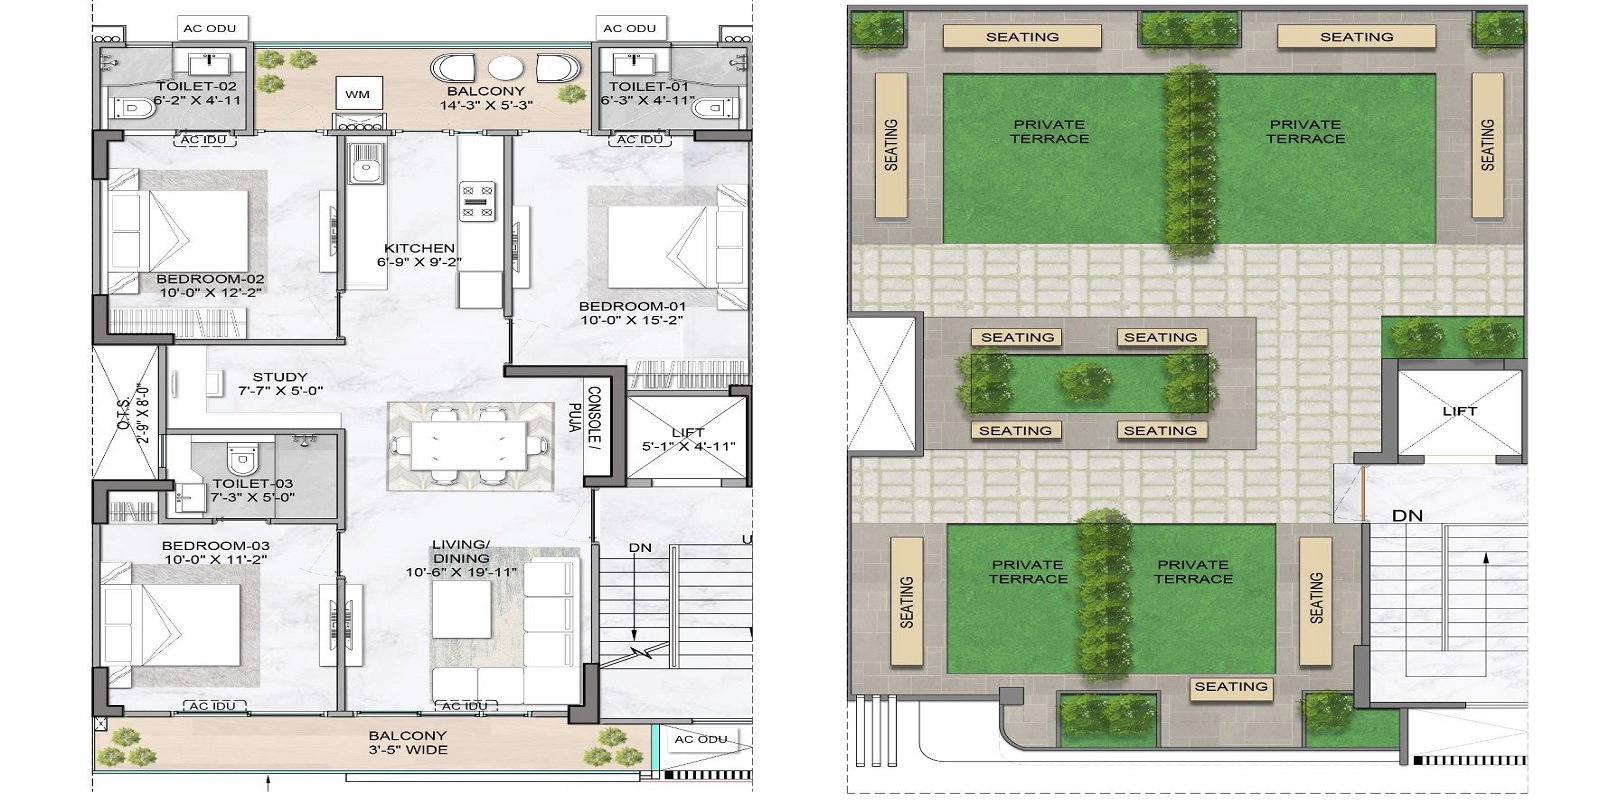 AC ODU
AC ODU
TOILET-02
6'-2" X 4'-11
WM
BALCONY
14'-3" X 5'-3"
TOILET-01
6'-3" X 4'-11"
AC IDU
AC IDU
KITCHEN
6'-9" X 9'-2"
BEDROOM-02
10'-0" X 12'-2"
BEDROOM-01
10'-0" X 15'-2"
STUDY
7'-7" X 5'-0"
O.T.S.
2'-9" X 8'-0"
CONSOLE /
PUJA
LIFT
5'-1" X 4'-11"
TOILET-03
7'-3" X 5'-0"
BEDROOM-03
10'-0" X 11'-2"
LIVING/
DINING
10'-6" X 19'-11"
DN
U
AC IDU
AC IDU
BALCONY
3'-5" WIDE
AC ODU
SEATING
SEATING
SEATING
PRIVATE
TERRACE
PRIVATE
TERRACE
SEATING
SEATING
SEATING
SEATING
SEATING
LIFT
DN
SEATING
PRIVATE
TERRACE
PRIVATE
TERRACE
SEATING
SEATING